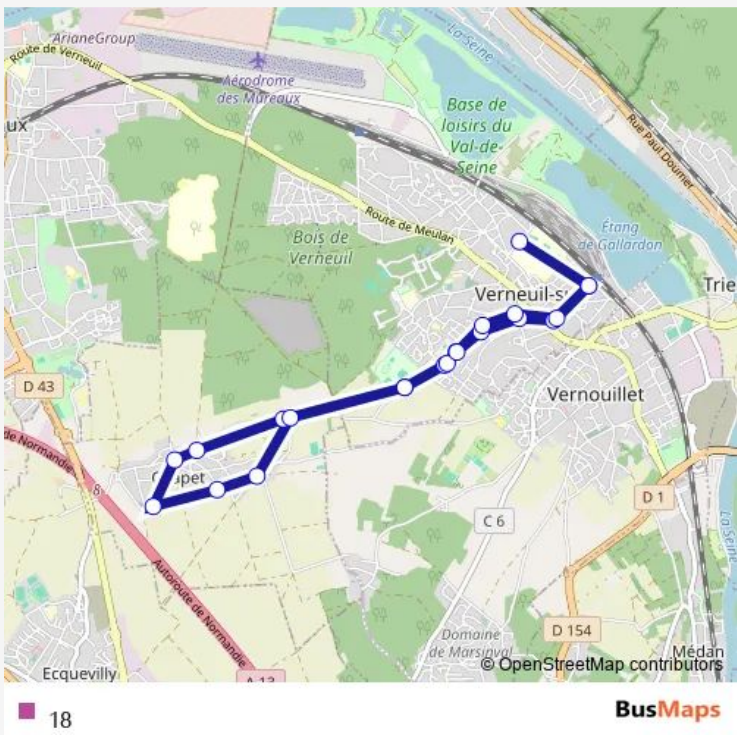 ArianeGroup
Route de Verneuil
Aérodrome
des Mureaux
La Seine
Base de
loisirs du
Val-de-
Seine
Rue Paul Doumer
ux
Route de Meulan
Étang
de Gallardon
Bois de
Verneuil
Verneuil-s
Trie
D 43
Vernouillet
de Normandie
8
apet
D 1
C 6
La Seine
Autoroute de Normandie
D 154
Domaine
de Marsinval
Médan
Ecquevilly
A 13
© OpenStreetMap contributors
18
BusMaps